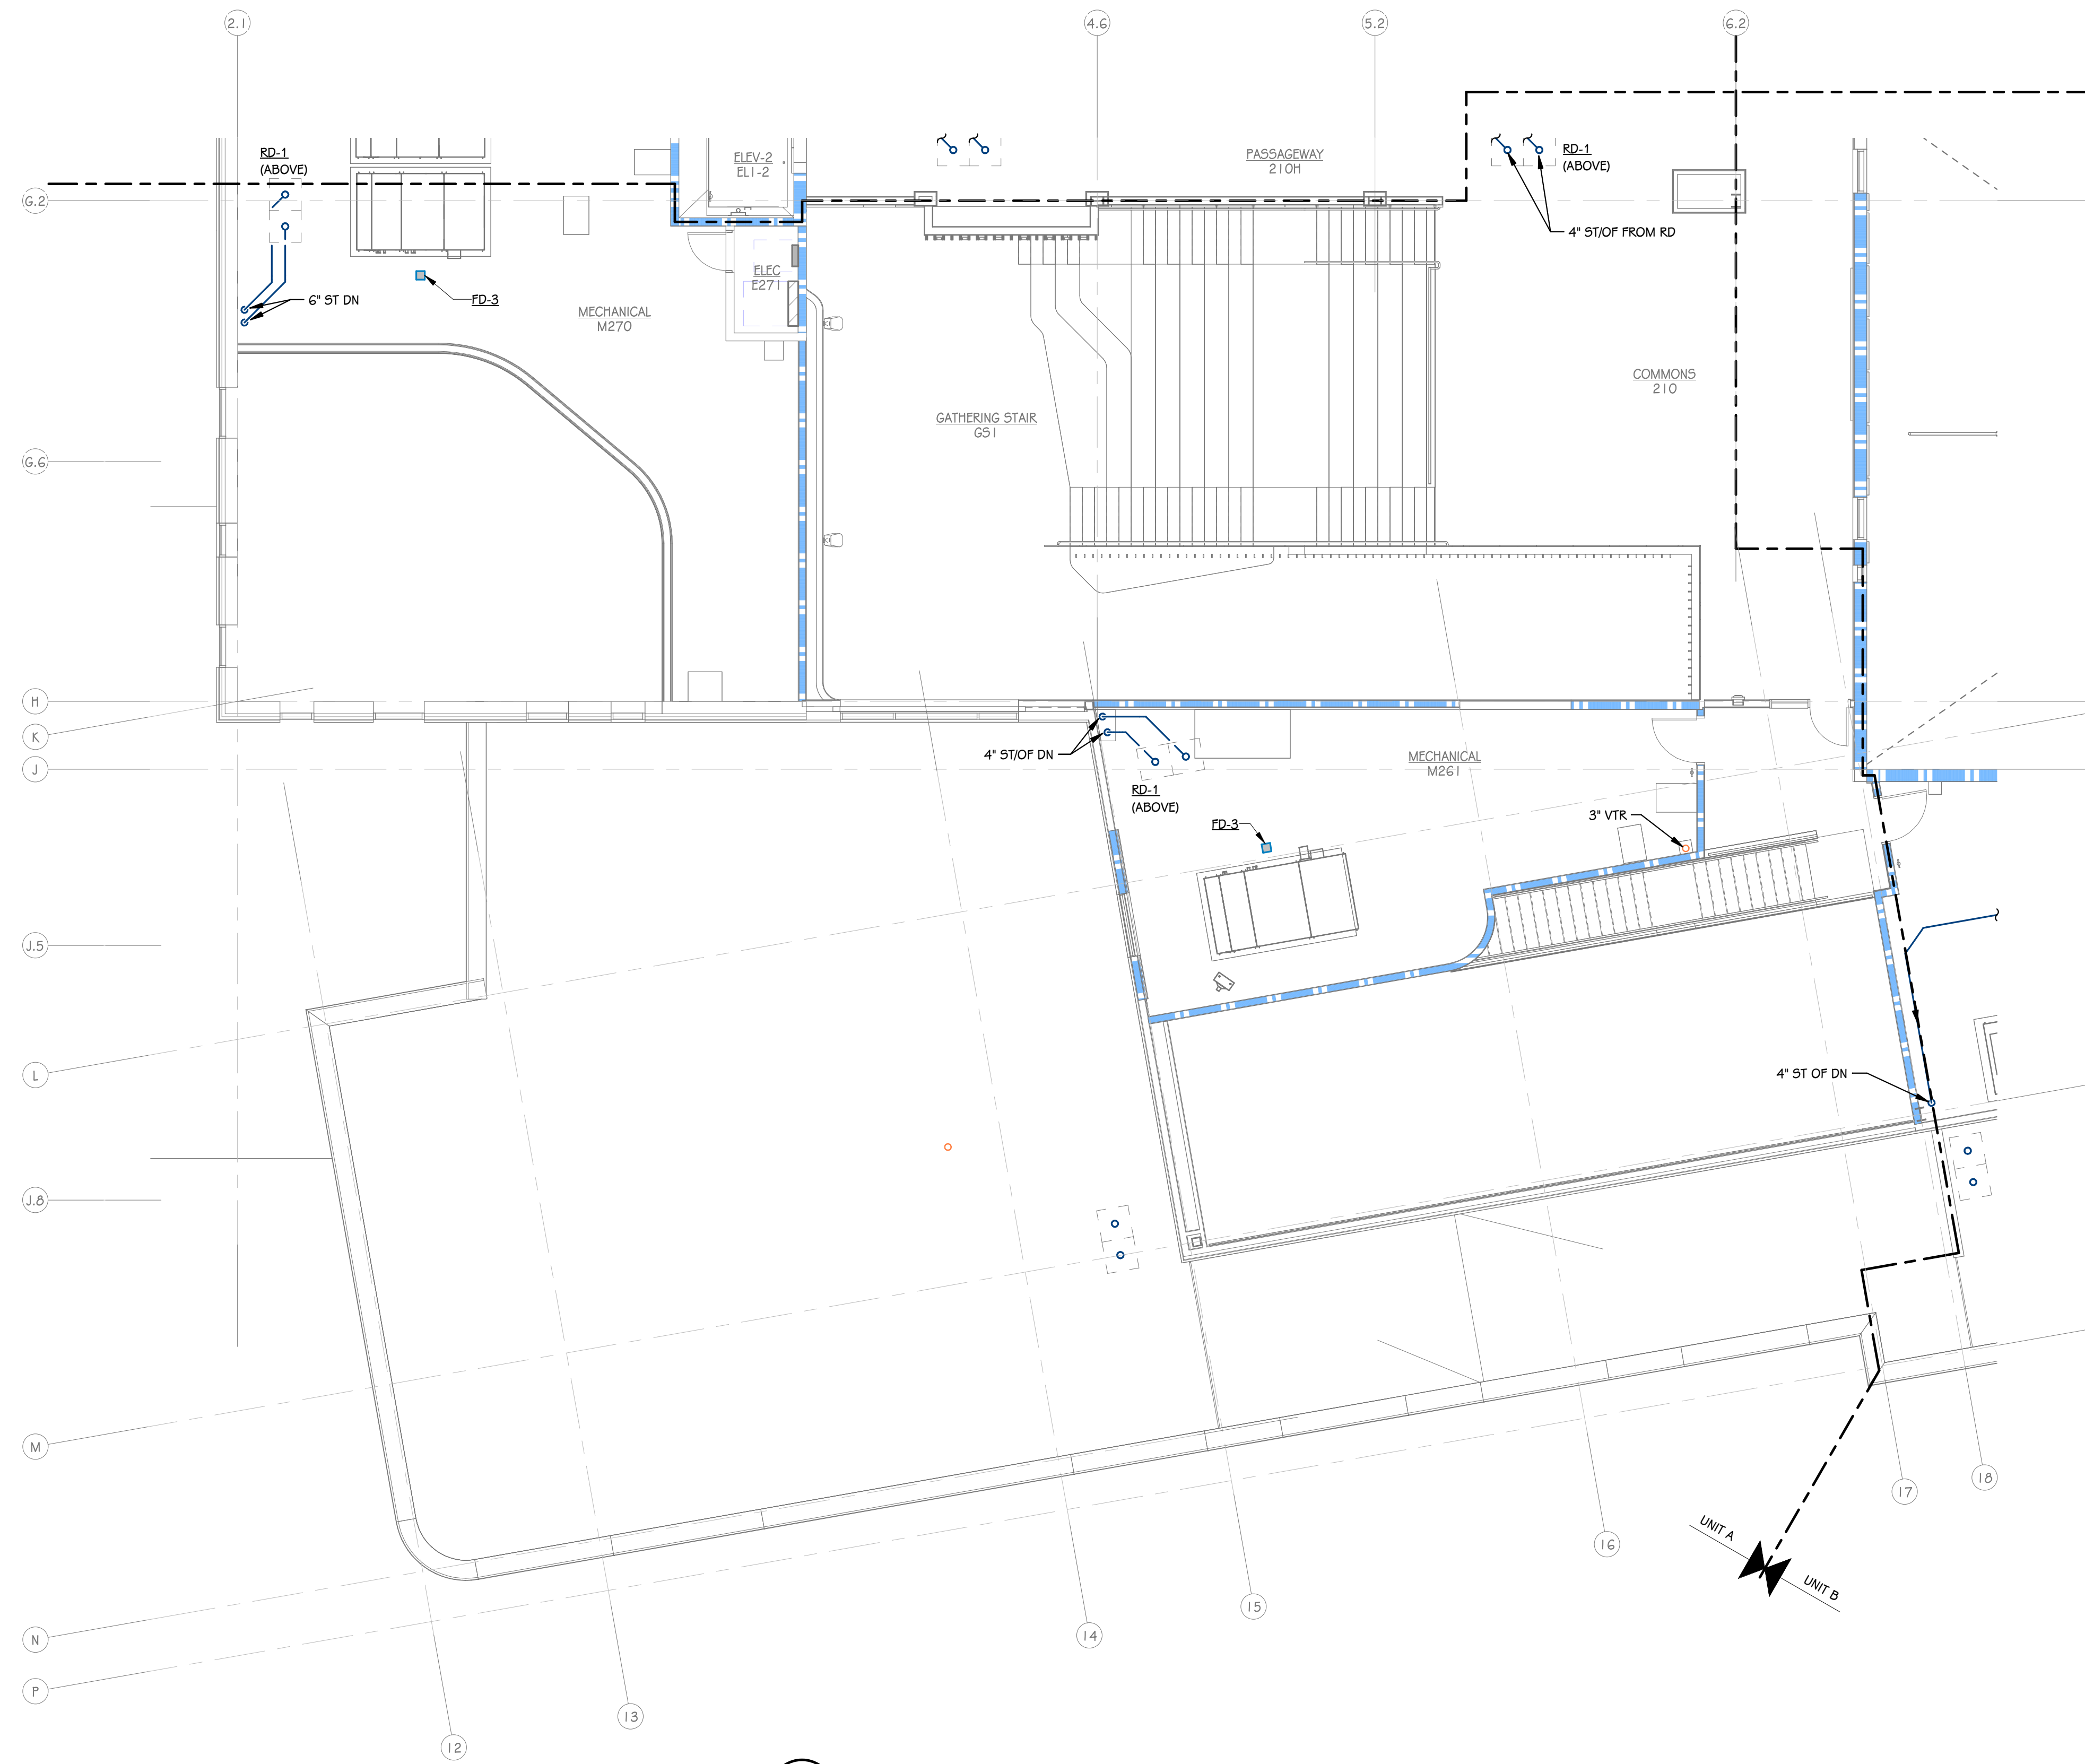 2.1
4.6
5.2
6.2
RD-1
(ABOVE)
ELEV-2
EL1-2
PASSAGEWAY
210H
RD-1
(ABOVE)
G.2
4" ST/OF FROM RD
ELEC
E271
6" ST DN
FD-3
MECHANICAL
M270
COMMONS
210
GATHERING STAIR
GS1
G.6
H
K
J
4" ST/OF DN
MECHANICAL
M261
RD-1
(ABOVE)
FD-3
3" VTR
J.5
L
4" ST OF DN
J.8
M
N
P
12
13
14
15
16
17
18
UNIT A
UNIT B